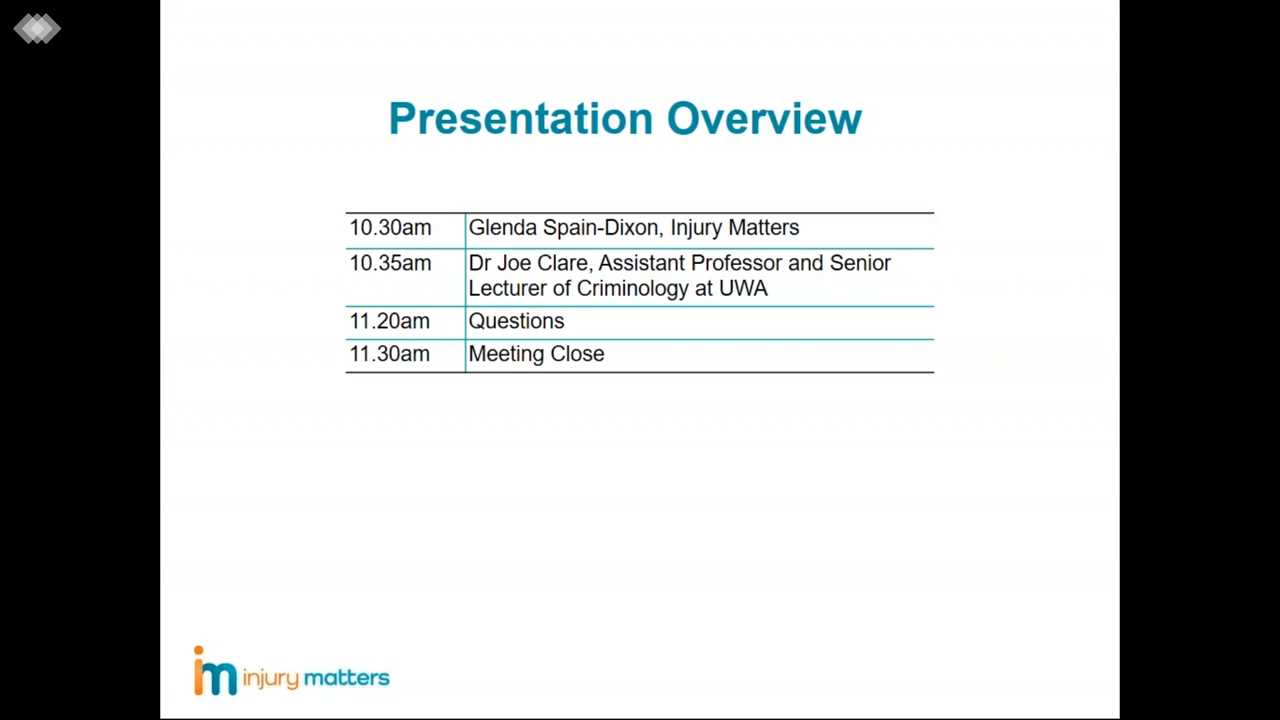 Presentation Overview
10.30am Glenda Spain-Dixon, Injury Matters
10.35am Dr Joe Clare, Assistant Professor and Senior
Lecturer of Criminology at UWA
11.20am Questions
11.30am Meeting Close
im injury matters